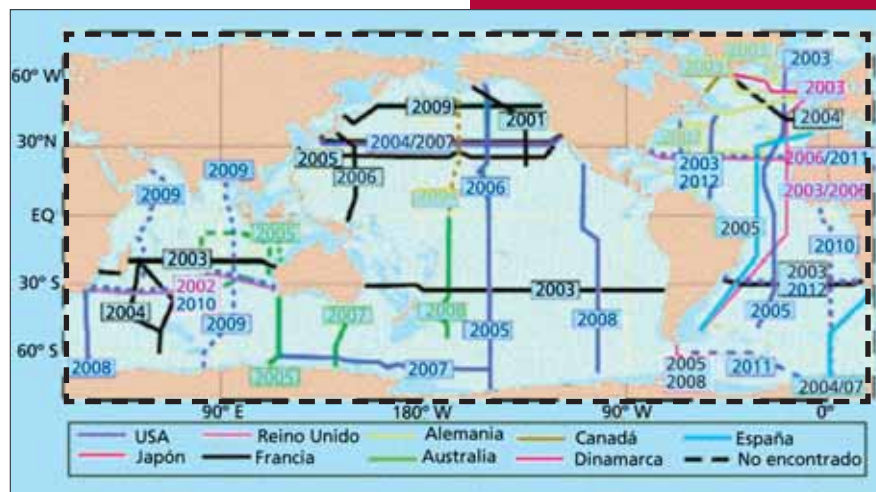 2003
60° W
2003
2009
2001
2004
30°N
2004/2007
2005
2003
2006/2011
2009
2006
2006
2012
2003/2006
2009
EQ
2005
2005
2010
2003
2003
30° S
2002
2003
2012
2010
2004
2007
2008
2005
2009
2005
2008
60° S
2008
2005
2007
2005
2011
2008
2004/07
90° E
180° W
90° W
0°
USA
Reino Unido
Alemania
Canadá
España
Japón
Francia
Australia
Dinamarca
No encontrado